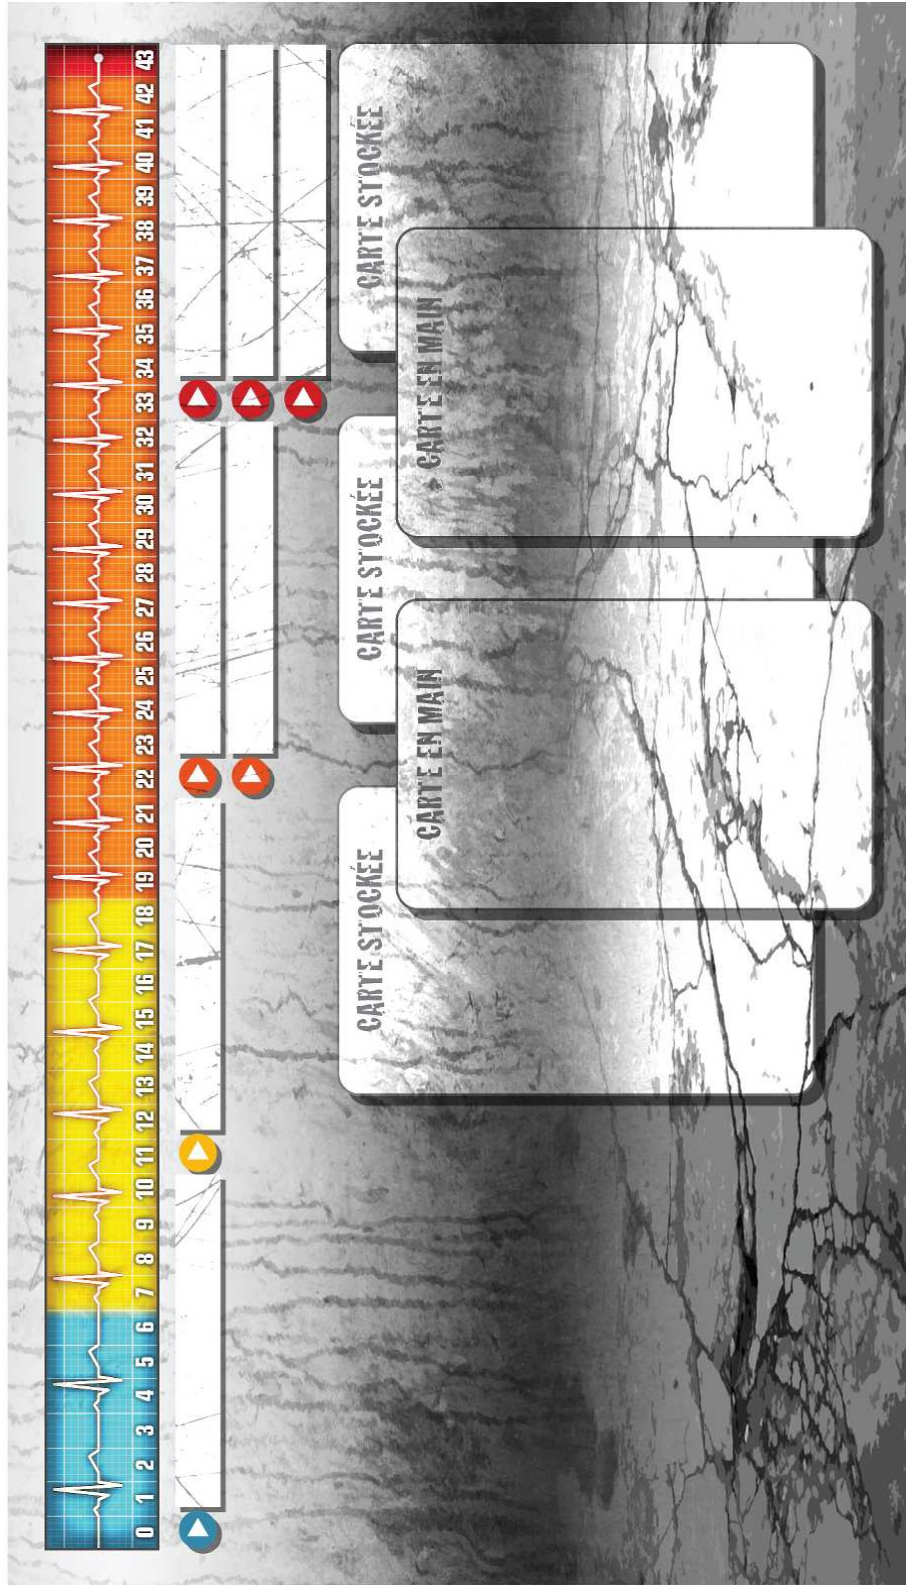 0 1 2 3 4 5 6 7 8 9 10 11 12 13 14 15 16 17 18 19 20 21 22 23 24 25 26 27 28 29 30 31 32 33 34 35 36 37 38 39 40 41 42 43
CARTE STOCKÉE
CARTE STOCKÉE
CARTE STOCKÉE
CARTE EN MAIN
CARTE EN MAIN